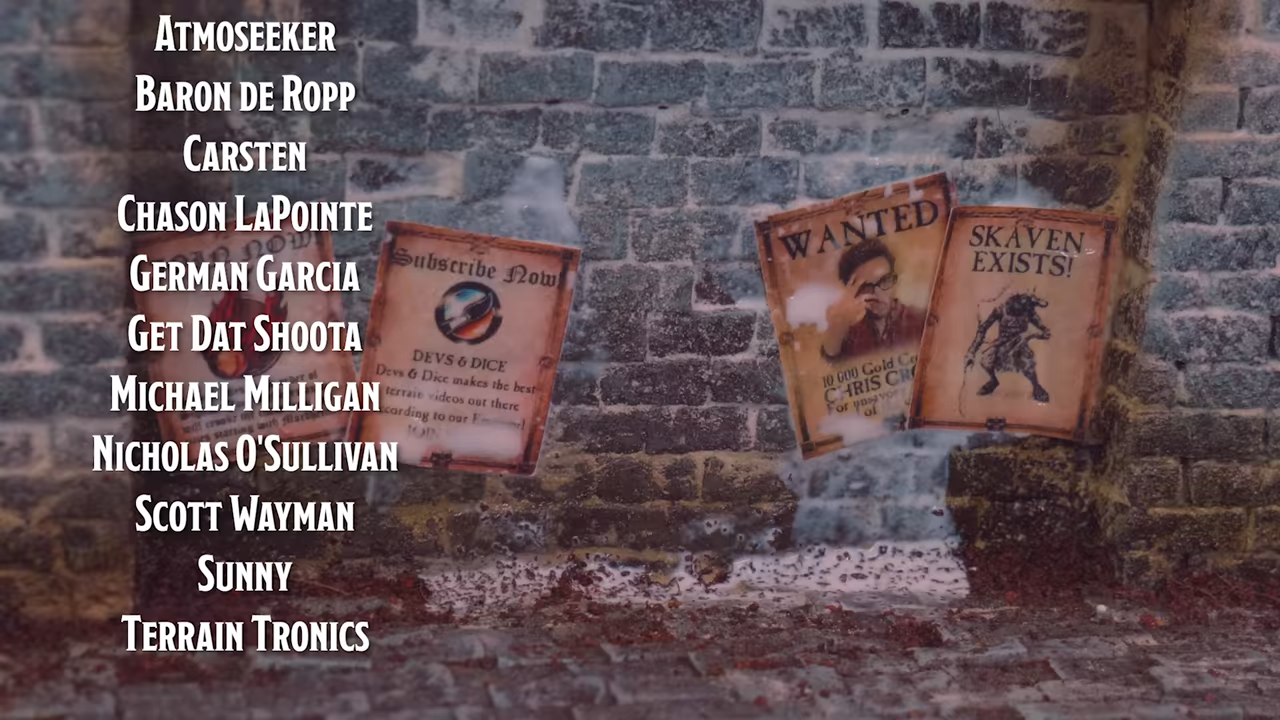 Atmoseeker
Baron de Ropp
Carsten
Chason LaPointe
German Garcia
Get Dat Shoota
Michael Milligan
Nicholas O'Sullivan
Scott Wayman
Sunny
Terrain Tronics
Subscribe Now
DEVS & DICE
Devs & Dice makes the best
terrain videos out there
according to our
WANTED
10 000 Gold
CHRIS
For
of
SKAVEN
EXISTS!